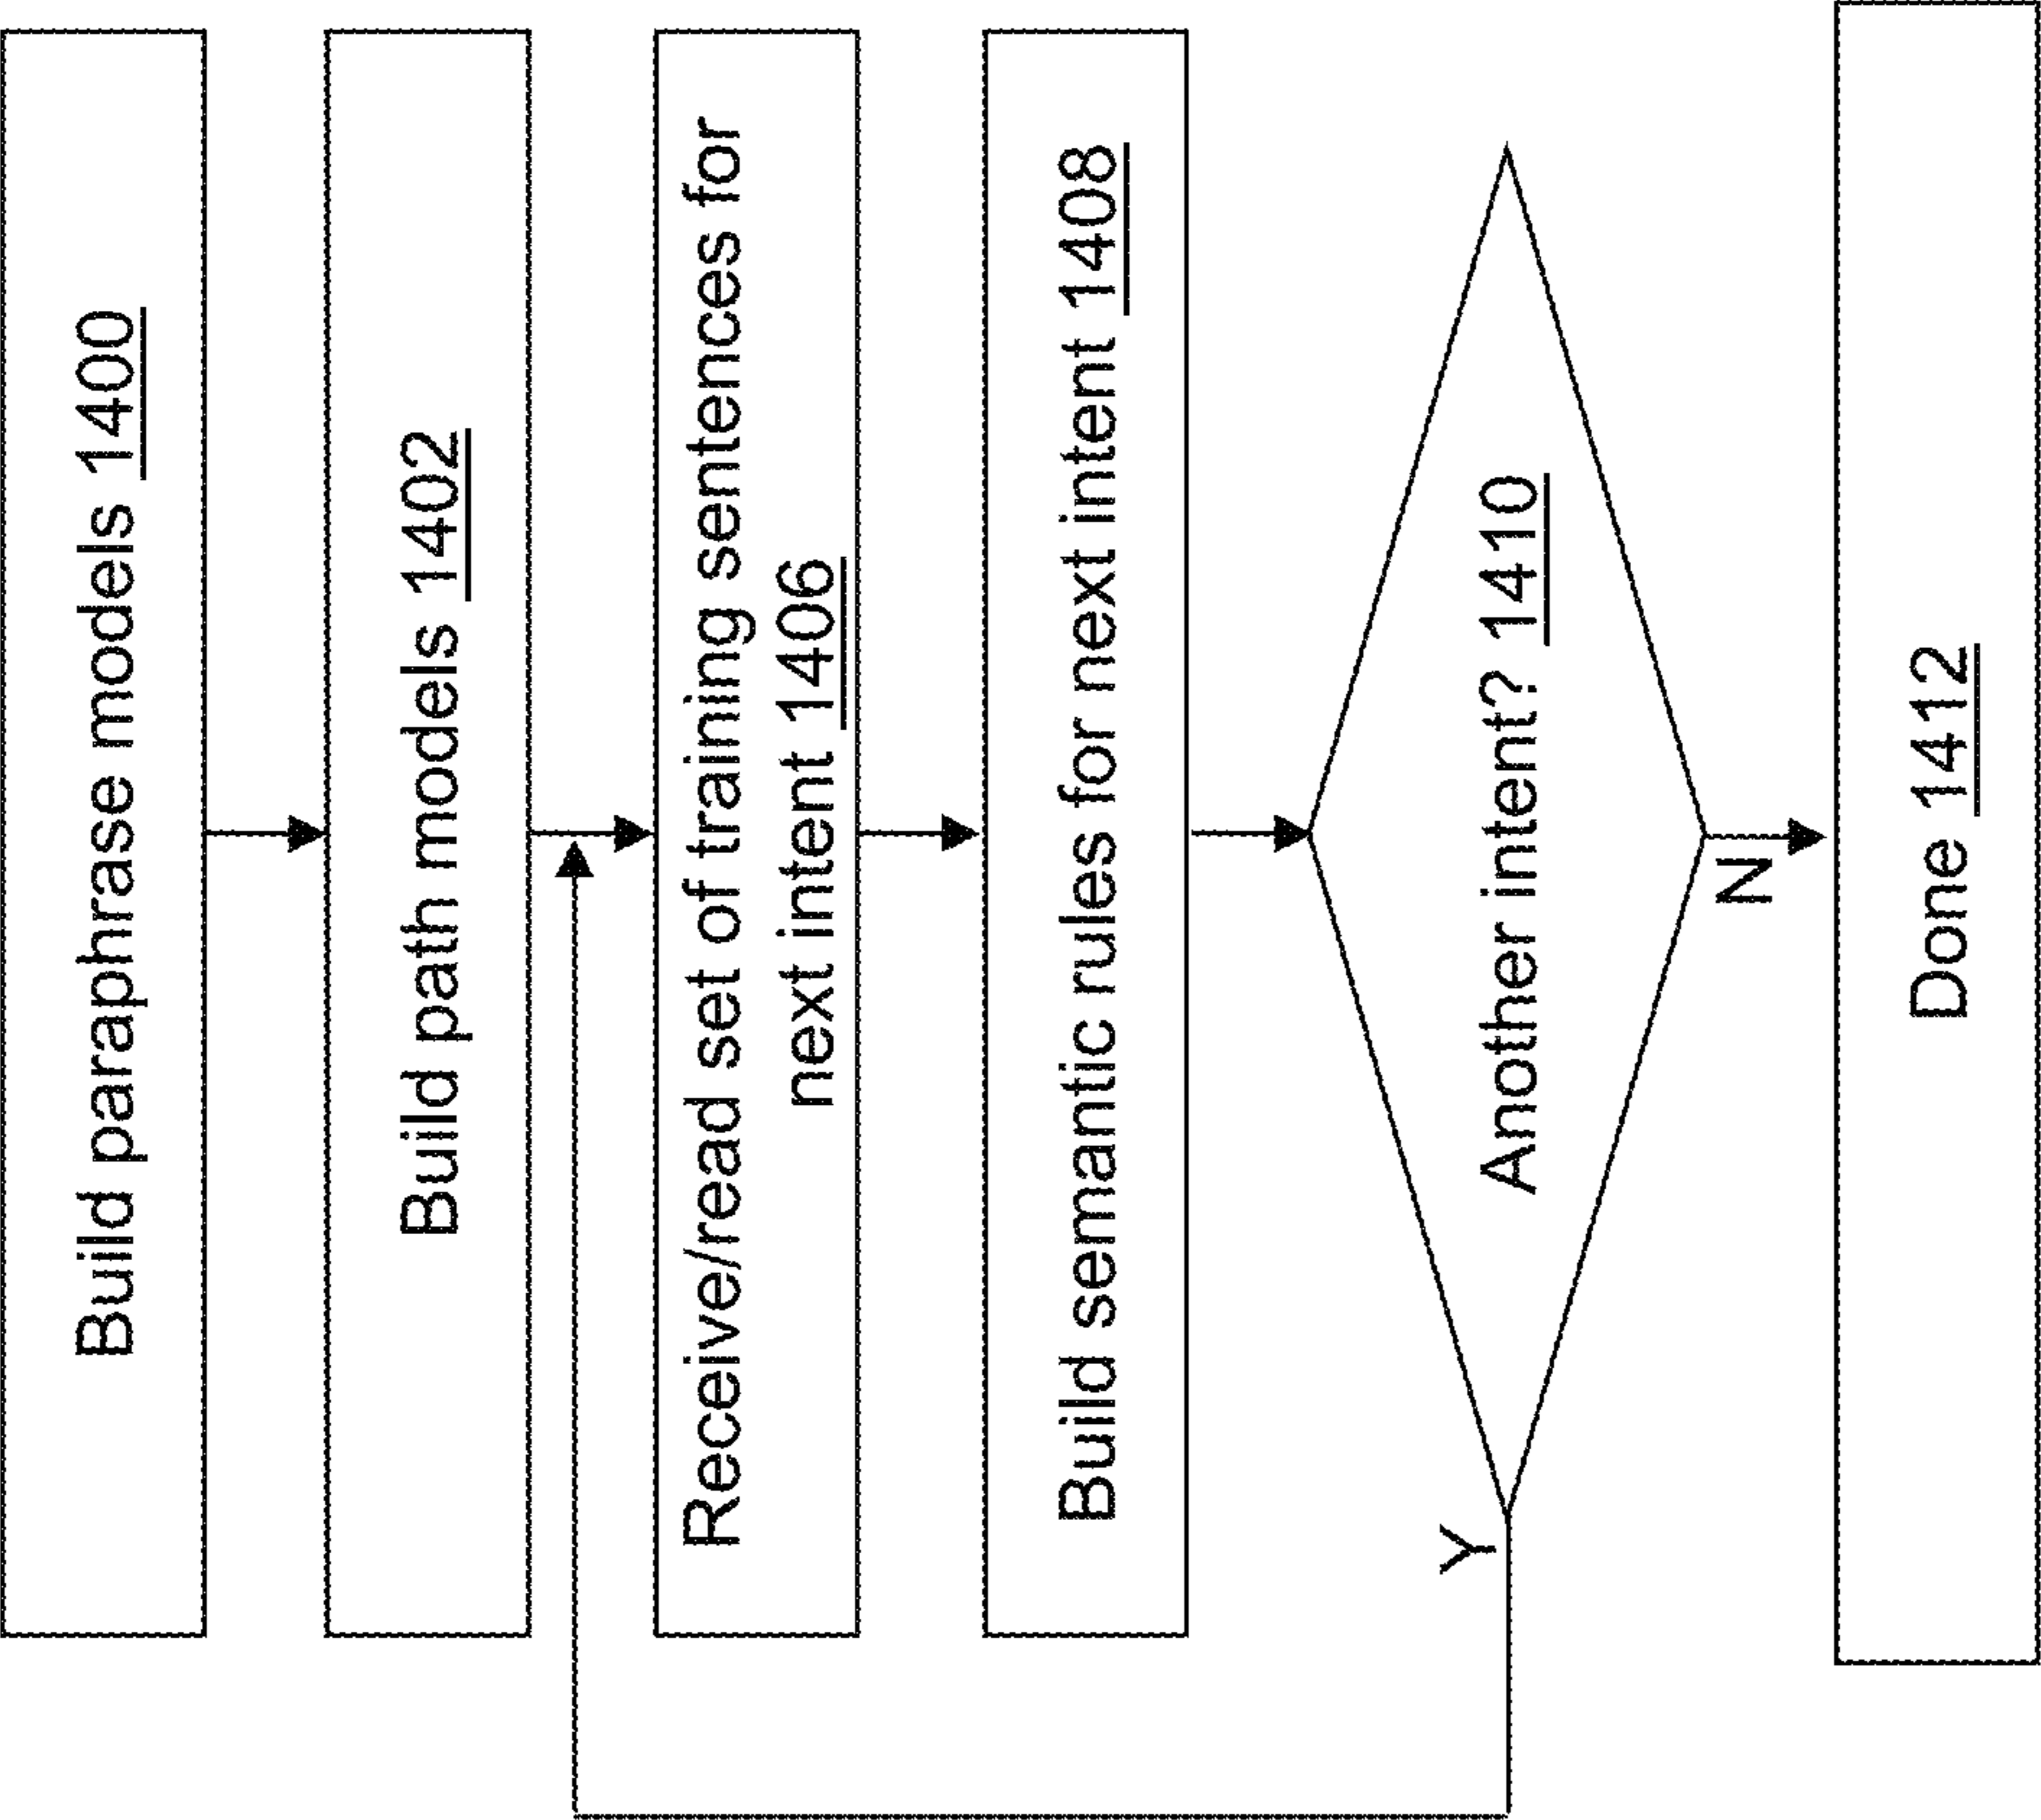 Build paraphrase models 1400
Build path models 1402
Receive/read set of training sentences for
next intent 1406
Build semantic rules for next intent 1408
Another intent? 1410
Y
N
Done 1412